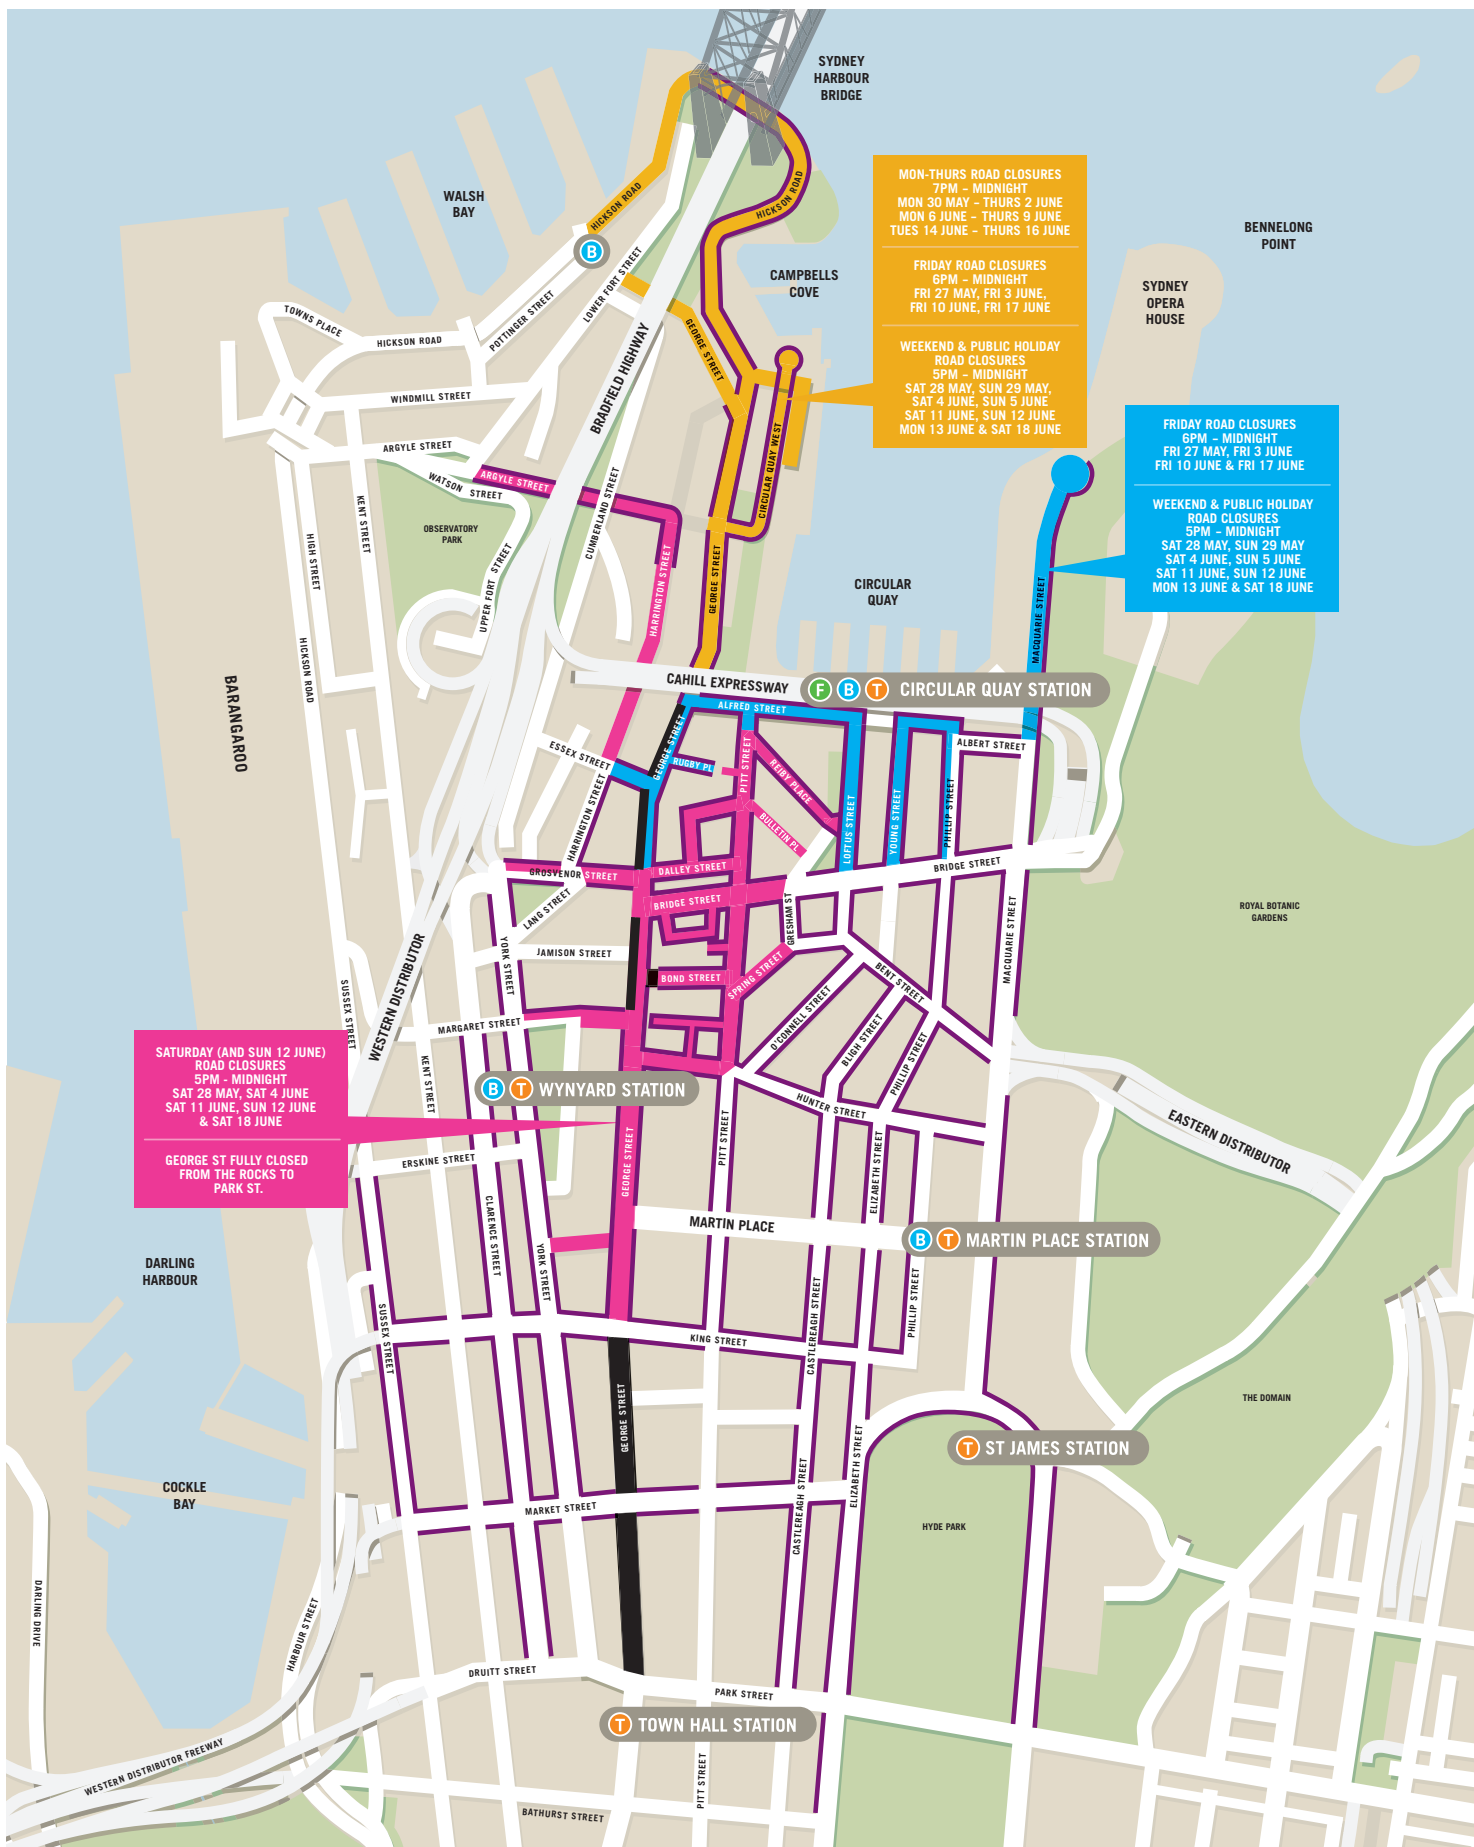 SYDNEY
HARBOUR
BRIDGE
WALSH
BAY
HICKSON ROAD
HICKSON ROAD
B
MON-THURS ROAD CLOSURES
7PM – MIDNIGHT
MON 30 MAY – THURS 2 JUNE
MON 6 JUNE – THURS 9 JUNE
TUES 14 JUNE – THURS 16 JUNE
FRIDAY ROAD CLOSURES
6PM – MIDNIGHT
FRI 27 MAY, FRI 3 JUNE,
FRI 10 JUNE, FRI 17 JUNE
WEEKEND & PUBLIC HOLIDAY
ROAD CLOSURES
5PM – MIDNIGHT
SAT 28 MAY, SUN 29 MAY,
SAT 4 JUNE, SUN 5 JUNE
SAT 11 JUNE, SUN 12 JUNE
MON 13 JUNE & SAT 18 JUNE
BENNELONG
POINT
SYDNEY
OPERA
HOUSE
CAMPBELLS
COVE
LOWER FORT STREET
POTTINGER STREET
TOWNS PLACE
HICKSON ROAD
GEORGE STREET
BRADFIELD HIGHWAY
WINDMILL STREET
FRIDAY ROAD CLOSURES
6PM – MIDNIGHT
FRI 27 MAY, FRI 3 JUNE
FRI 10 JUNE & FRI 17 JUNE
WEEKEND & PUBLIC HOLIDAY
ROAD CLOSURES
5PM – MIDNIGHT
SAT 28 MAY, SUN 29 MAY
SAT 4 JUNE, SUN 5 JUNE
SAT 11 JUNE, SUN 12 JUNE
MON 13 JUNE & SAT 18 JUNE
ARGYLE STREET
ARGYLE STREET
WATSON STREET
CIRCULAR QUAY WEST
CUMBERLAND STREET
KENT STREET
HIGH STREET
OBSERVATORY
PARK
UPPER FORT STREET
HARRINGTON STREET
GEORGE STREET
CIRCULAR
QUAY
MACQUARIE STREET
HICKSON ROAD
BARANGAROO
CAHILL EXPRESSWAY
F B T CIRCULAR QUAY STATION
ALFRED STREET
ESSEX STREET
GEORGE STREET
RUGBY PL
PITT STREET
REIBY PLACE
ALBERT STREET
HARRINGTON STREET
BULLETIN PL
LOFTUS STREET
YOUNG STREET
PHILLIP STREET
GROSVENOR STREET
DALLEY STREET
BRIDGE STREET
BRIDGE STREET
LANG STREET
GRESHAM ST
ROYAL BOTANIC
GARDENS
JAMISON STREET
YORK STREET
BOND STREET
SPRING STREET
BENT STREET
MACQUARIE STREET
WESTERN DISTRIBUTOR
SUSSEX STREET
MARGARET STREET
O'CONNELL STREET
BLIGH STREET
PHILLIP STREET
SATURDAY (AND SUN 12 JUNE)
ROAD CLOSURES
5PM - MIDNIGHT
SAT 28 MAY, SAT 4 JUNE
SAT 11 JUNE, SUN 12 JUNE
& SAT 18 JUNE
GEORGE ST FULLY CLOSED
FROM THE ROCKS TO
PARK ST.
KENT STREET
B T WYNYARD STATION
HUNTER STREET
PITT STREET
EASTERN DISTRIBUTOR
ERSKINE STREET
GEORGE STREET
ELIZABETH STREET
CLARENCE STREET
MARTIN PLACE
B T MARTIN PLACE STATION
DARLING
HARBOUR
YORK STREET
SUSSEX STREET
KING STREET
CASTLEREAGH STREET
PHILLIP STREET
GEORGE STREET
THE DOMAIN
T ST JAMES STATION
COCKLE
BAY
MARKET STREET
CASTLEREAGH STREET
ELIZABETH STREET
HYDE PARK
DARLING DRIVE
HARBOUR STREET
DRUITT STREET
PARK STREET
T TOWN HALL STATION
WESTERN DISTRIBUTOR FREEWAY
PITT STREET
BATHURST STREET